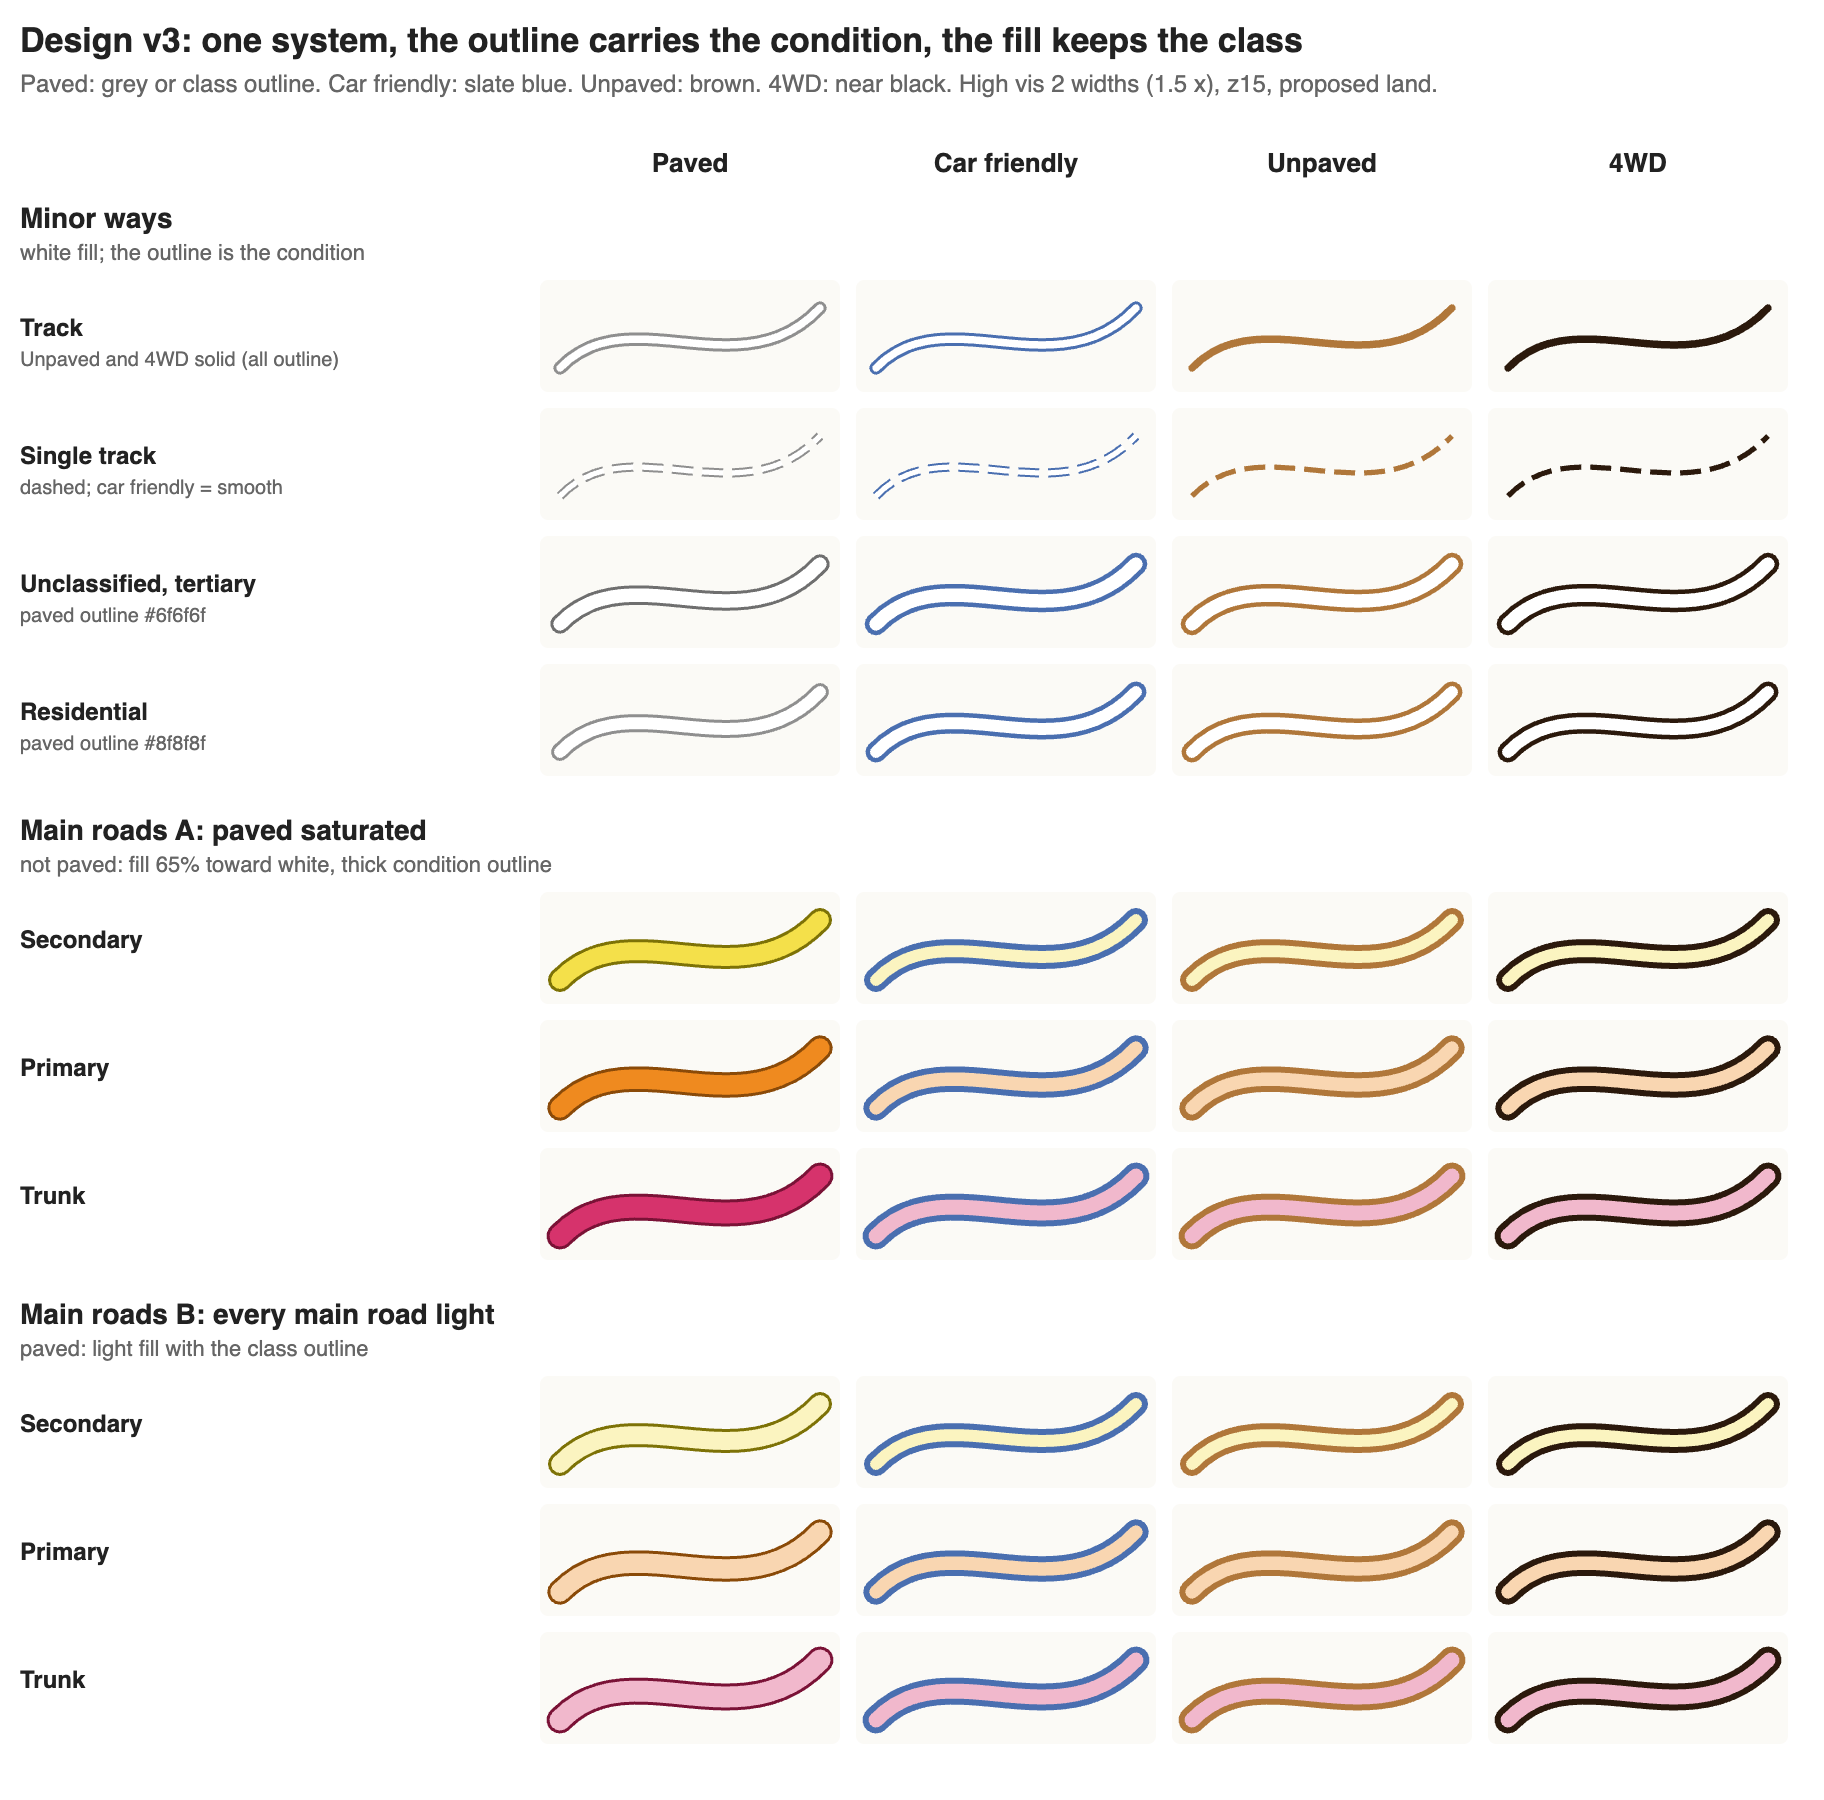 Design v3: one system, the outline carries the condition, the fill keeps the class
Paved: grey or class outline. Car friendly: slate blue. Unpaved: brown. 4WD: near black. High vis 2 widths (1.5 x), z15, proposed land.
Paved Car friendly Unpaved 4WD
Minor ways
white fill; the outline is the condition
Track
Unpaved and 4WD solid (all outline)
Single track
dashed; car friendly = smooth
Unclassified, tertiary
paved outline #6f6f6f
Residential
paved outline #8f8f8f
Main roads A: paved saturated
not paved: fill 65% toward white, thick condition outline
Secondary
Primary
Trunk
Main roads B: every main road light
paved: light fill with the class outline
Secondary
Primary
Trunk